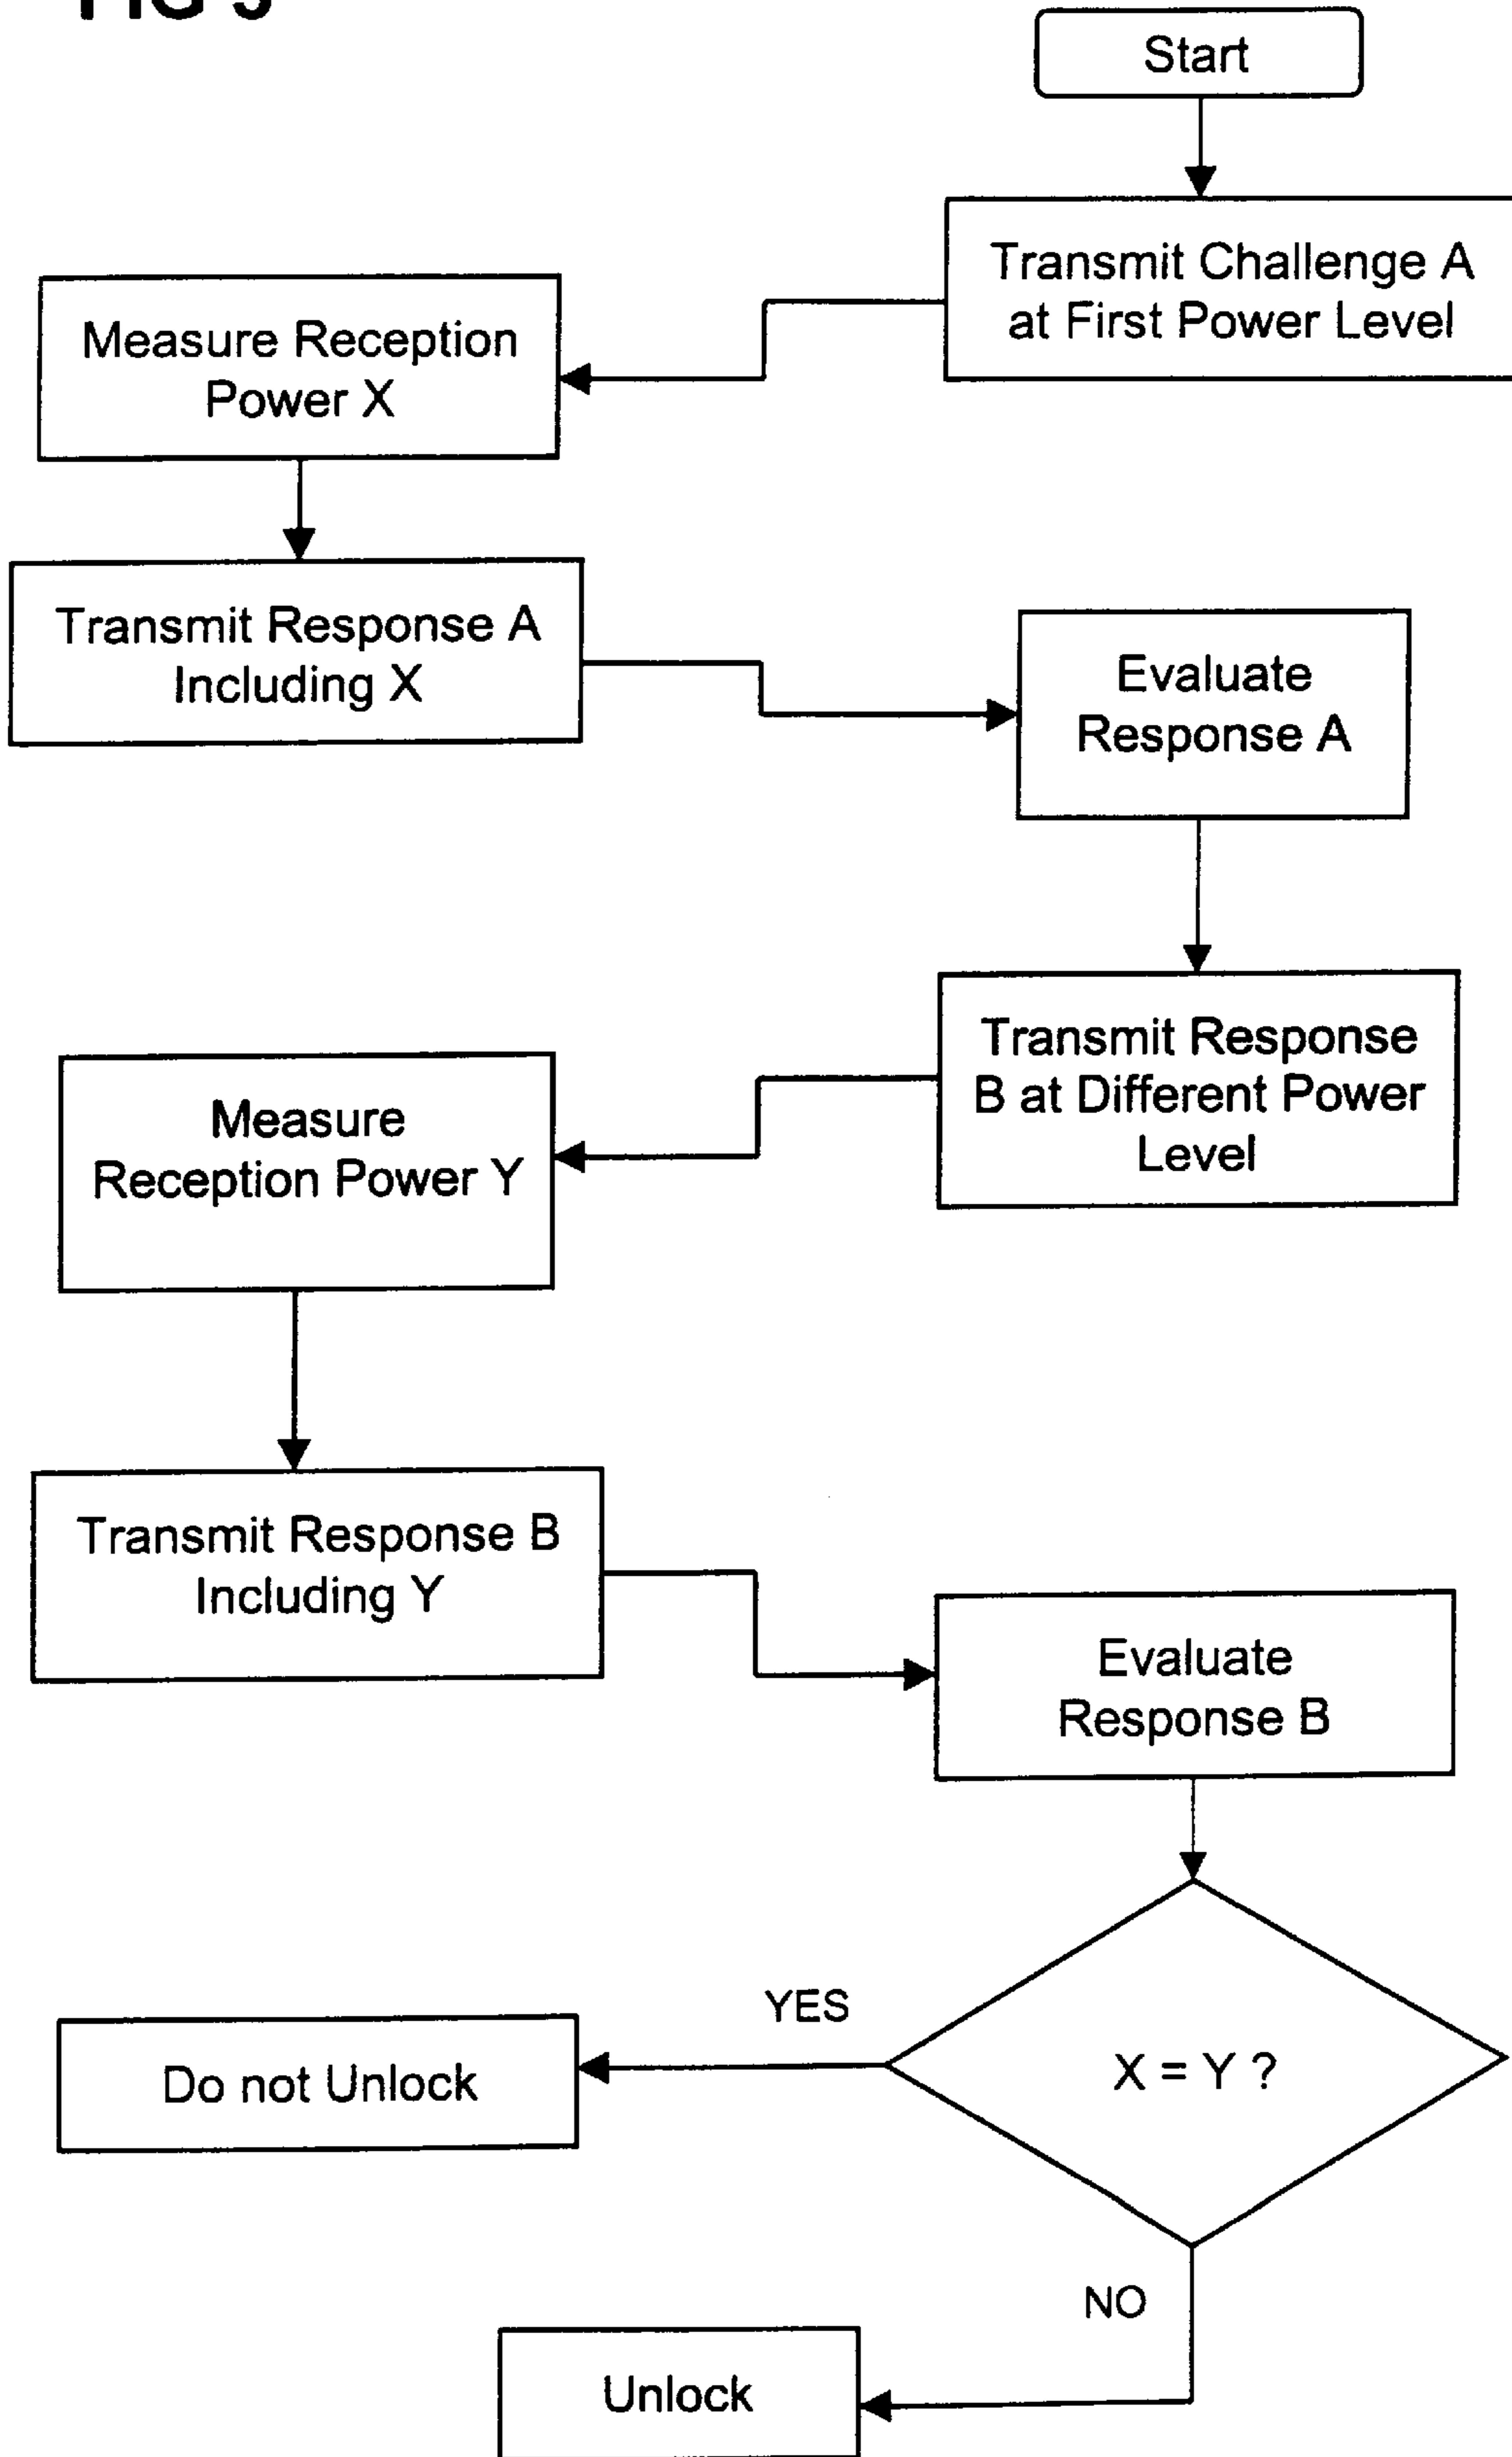 Start
Transmit Challenge A
at First Power Level
Measure Reception
Power X
Transmit Response A
Including X
Evaluate
Response A
Transmit Response
B at Different Power
Level
Measure
Reception Power Y
Transmit Response B
Including Y
Evaluate
Response B
X = Y ?
YES
Do not Unlock
NO
Unlock